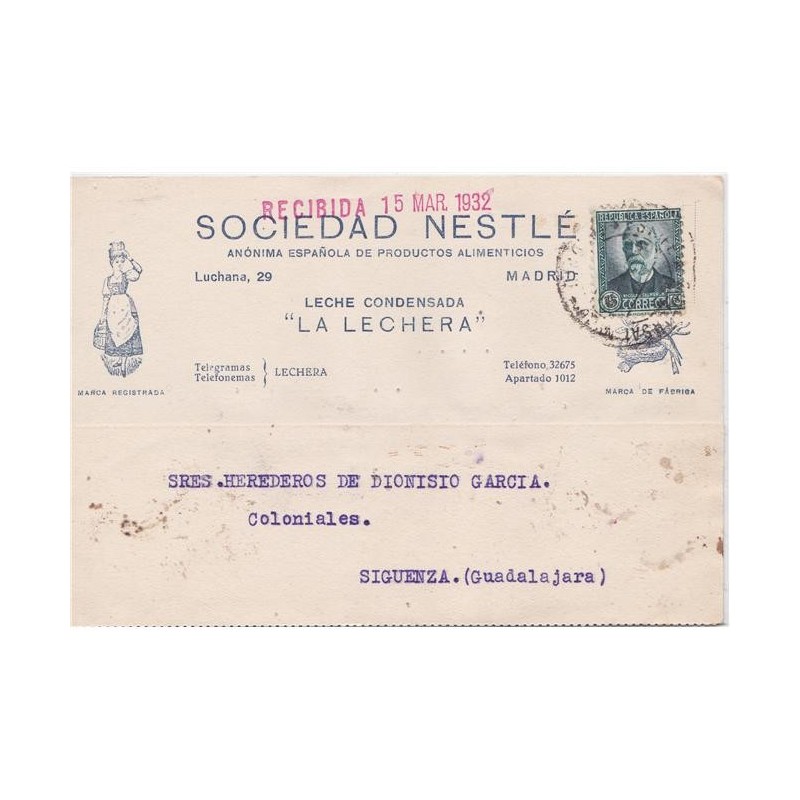 RECIBIDA 15 MAR. 1932
SOCIEDAD NESTLÉ
ANÓNIMA ESPAÑOLA DE PRODUCTOS ALIMENTICIOS
Luchana, 29 MADRID
LECHE CONDENSADA
"LA LECHERA"
Telegramas
Telefonemas } LECHERA
Teléfono, 32675
Apartado 1012
MARCA REGISTRADA
MARCA DE FÁBRICA
REPUBLICA ESPAÑOLA
15 CTS
CORREOS
SRES.HEREDEROS DE DIONISIO GARCIA.
Coloniales.
SIGUENZA.(Guadalajara)